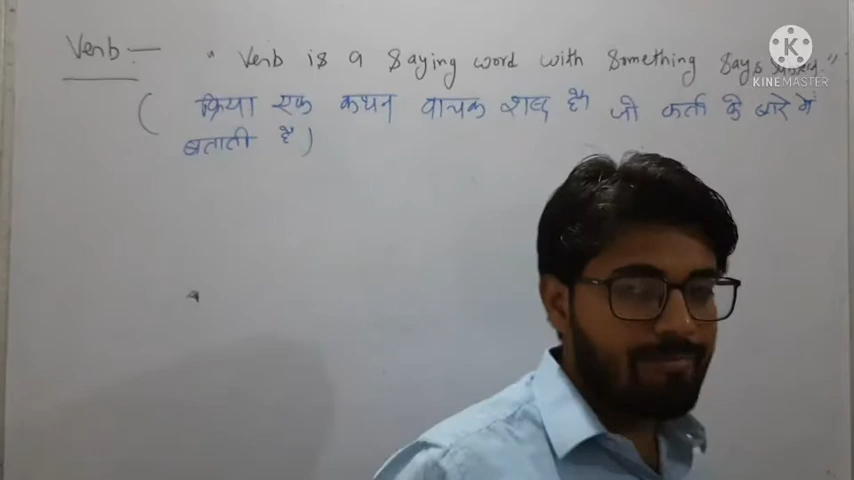 Verb :— " Verb is a Saying word with Something Says
( क्रिया एक कथन वाचक शब्द है जो कर्ता के बारे में
बताती है )
K
KINEMASTER